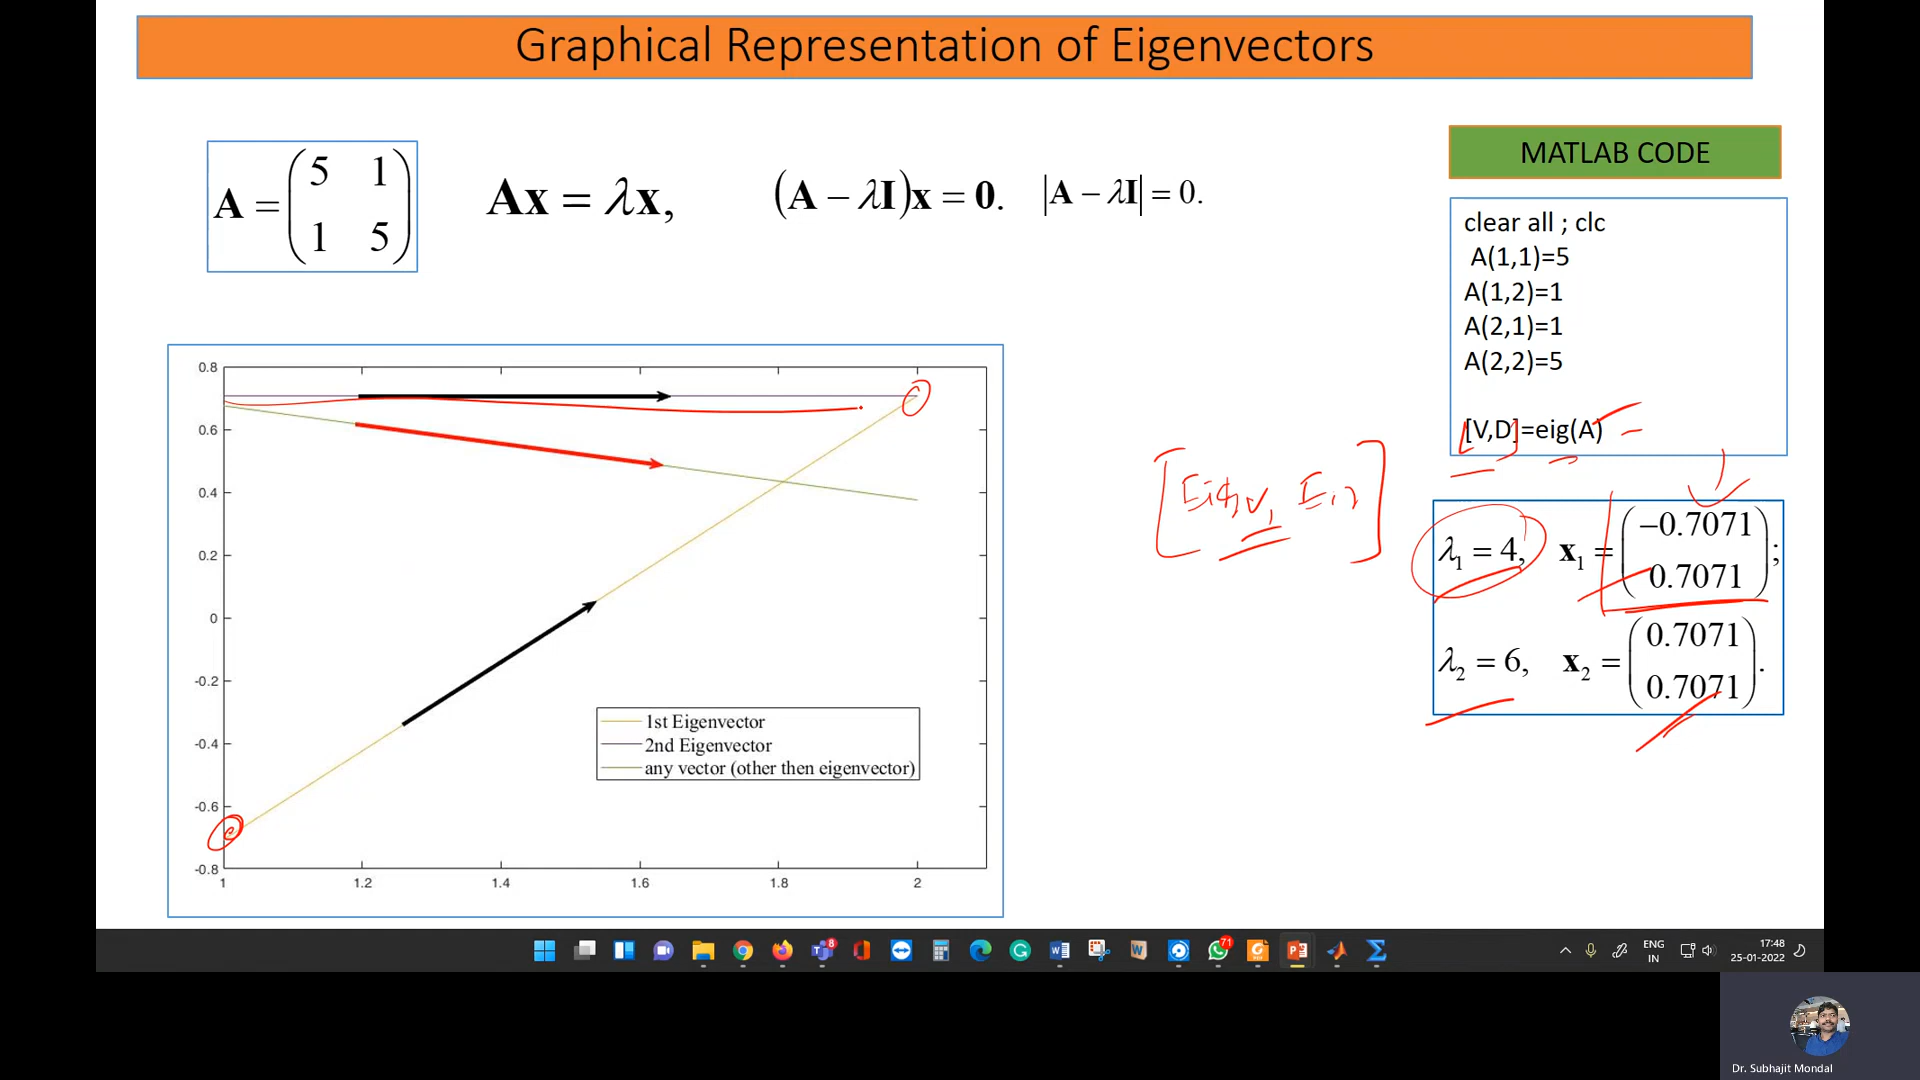 Graphical Representation of Eigenvectors
A = ( 5 1
1 5 )
Ax = λx,
(A − λI)x = 0. |A − λI| = 0.
MATLAB CODE
clear all ; clc
A(1,1)=5
A(1,2)=1
A(2,1)=1
A(2,2)=5
[V,D]=eig(A)
0.8
0.6
0.4
0.2
0
-0.2
-0.4
-0.6
-0.8
1 1.2 1.4 1.6 1.8 2
1st Eigenvector
2nd Eigenvector
any vector (other then eigenvector)
λ1 = 4, x1 = ( −0.7071
0.7071 );
λ2 = 6, x2 = ( 0.7071
0.7071 ).
8
71
ENG
IN
17:48
25-01-2022
Dr. Subhajit Mondal